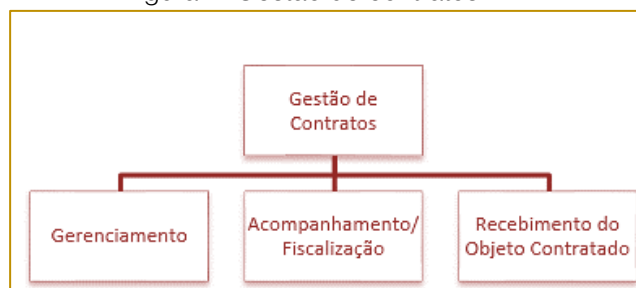 Gestão de
Contratos
Gerenciamento
Acompanhamento/
Fiscalização
Recebimento do
Objeto Contratado